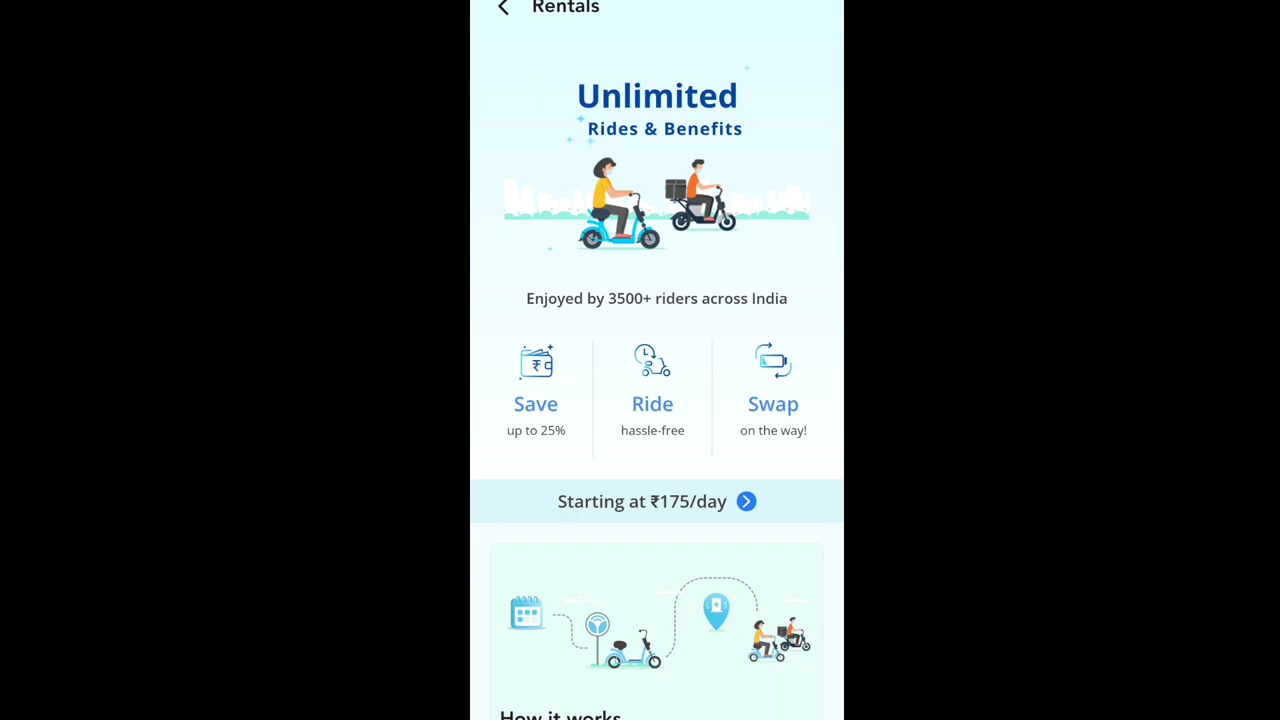 Rentals
Unlimited
Rides & Benefits
Enjoyed by 3500+ riders across India
Save
up to 25%
Ride
hassle-free
Swap
on the way!
Starting at ₹175/day
How it works